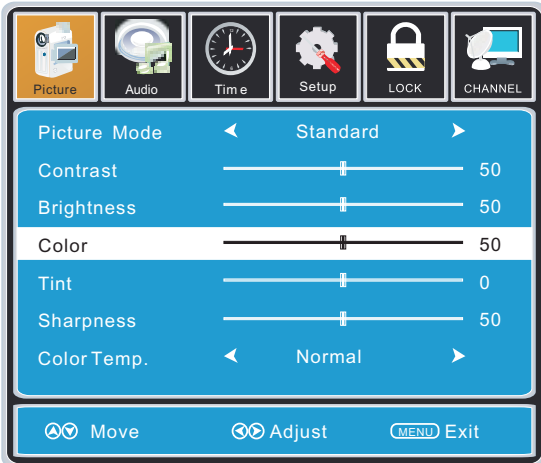 Picture Audio Time Setup LOCK CHANNEL
Picture Mode Standard
Contrast 50
Brightness 50
Color 50
Tint 0
Sharpness 50
Color Temp. Normal
Move Adjust MENU Exit